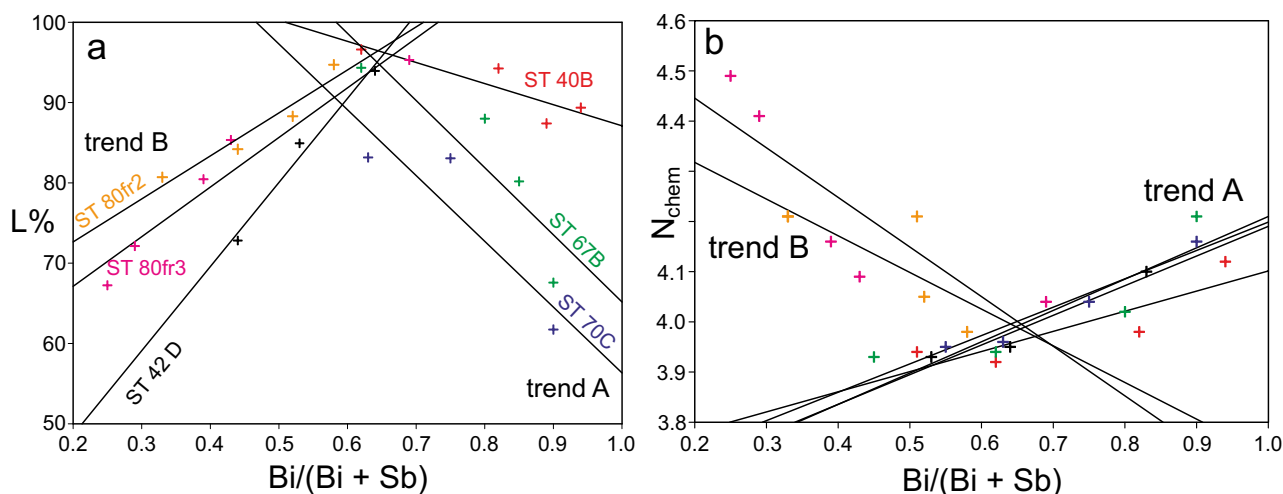 a
100
90
80
70
60
50
L%
trend B
ST 80fr2
ST 80fr3
ST 42 D
ST 40B
ST 67B
ST 70C
trend A
0.2 0.3 0.4 0.5 0.6 0.7 0.8 0.9 1.0
Bi/(Bi + Sb)
b
4.6
4.5
4.4
4.1
4.0
3.9
3.8
Nchem
trend A
trend B
0.2 0.3 0.4 0.5 0.6 0.7 0.8 0.9 1.0
Bi/(Bi + Sb)